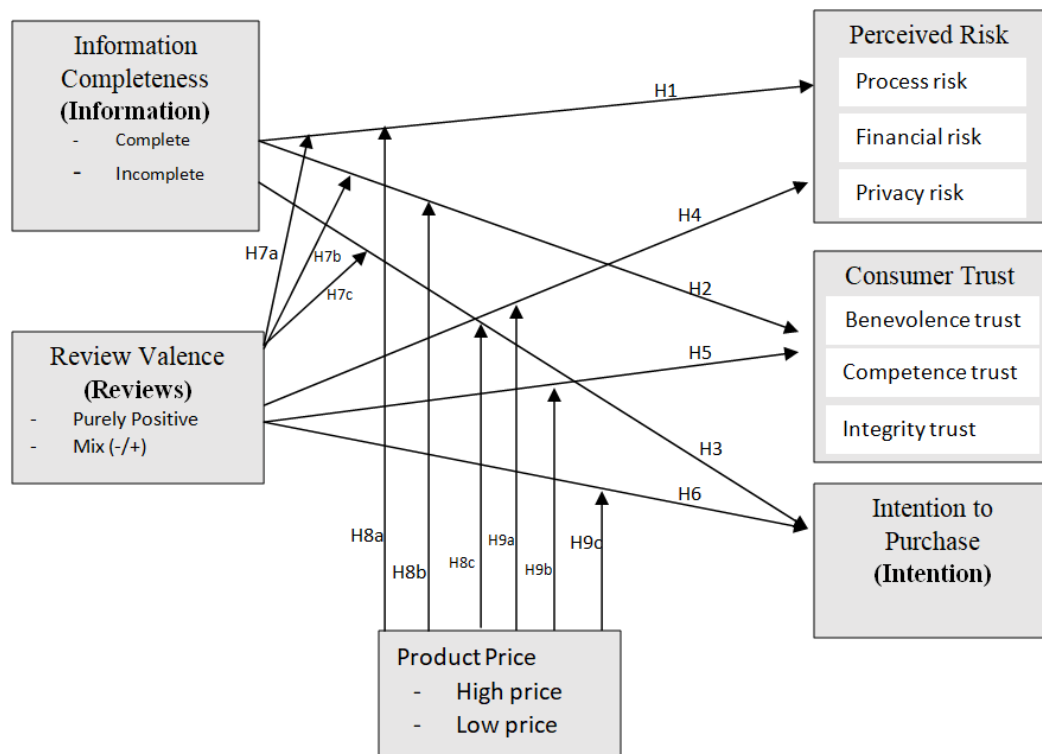 Information
Completeness
(Information)
- Complete
- Incomplete
Perceived Risk
Process risk
Financial risk
Privacy risk
H1
H4
H7a
H7b
H7c
H2
Consumer Trust
Benevolence trust
Competence trust
Integrity trust
Review Valence
(Reviews)
- Purely Positive
- Mix (-/+)
H5
H3
H6
Intention to
Purchase
(Intention)
H8a
H8b
H8c
H9a
H9b
H9c
Product Price
- High price
- Low price